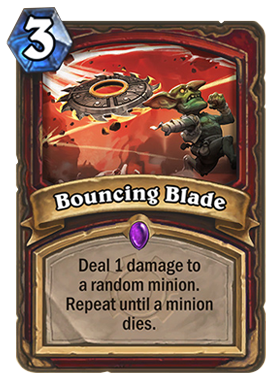 3
Bouncing Blade
Deal 1 damage to
a random minion.
Repeat until a minion
dies.